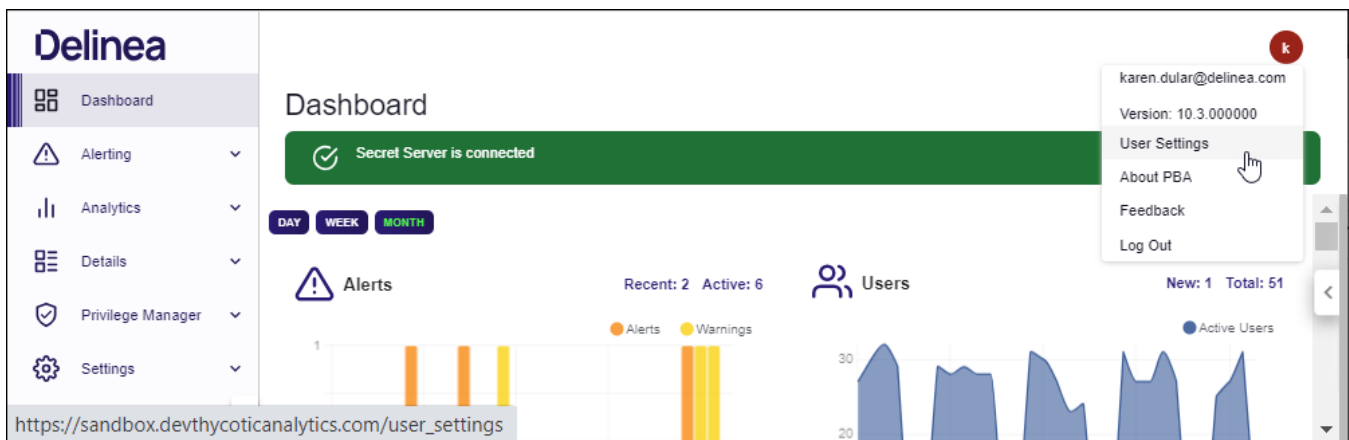 Delinea
k
karen.dular@delinea.com
Version: 10.3.000000
User Settings
About PBA
Feedback
Log Out
Dashboard
Alerting
Analytics
Details
Privilege Manager
Settings
Dashboard
Secret Server is connected
DAY WEEK MONTH
Alerts Recent: 2 Active: 6
Alerts Warnings
1
Users New: 1 Total: 51
Active Users
30
20
https://sandbox.devthycoticanalytics.com/user_settings